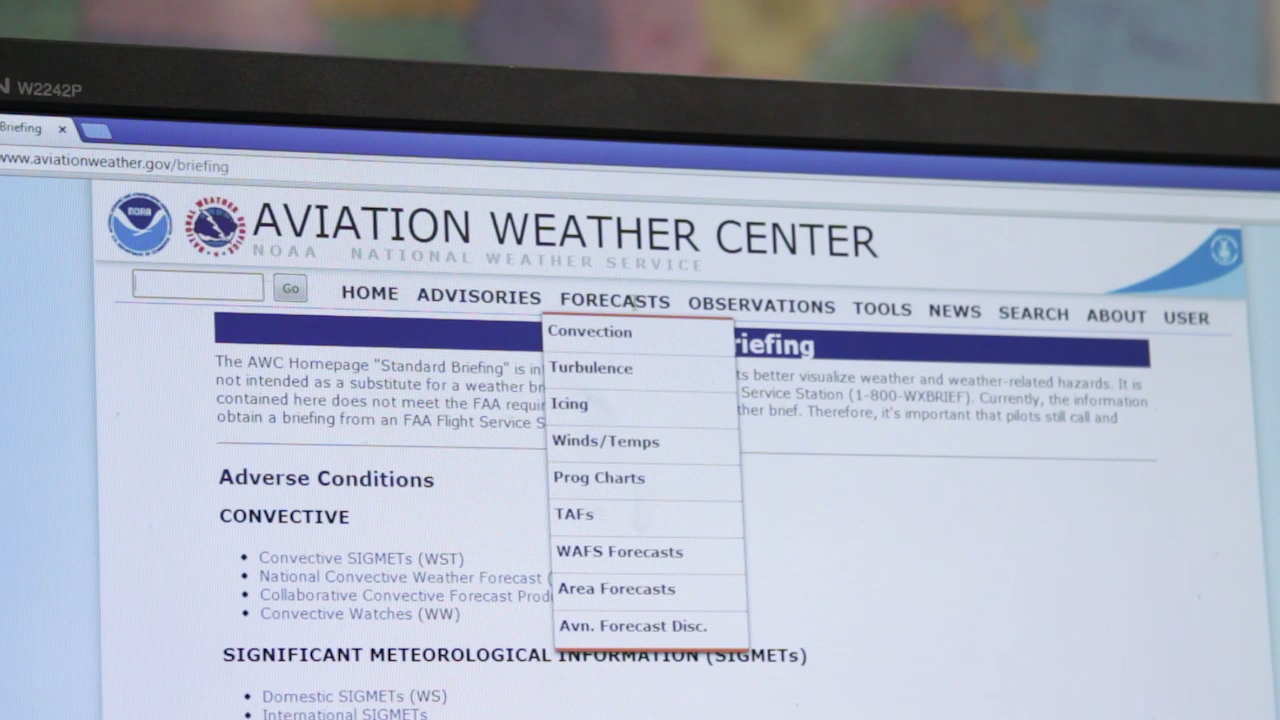 W2242P
Briefing
www.aviationweather.gov/briefing
NOAA
NATIONAL WEATHER
AVIATION WEATHER CENTER
NOAA NATIONAL WEATHER SERVICE
Go
HOME ADVISORIES FORECASTS OBSERVATIONS TOOLS NEWS SEARCH ABOUT USER
Convection
Turbulence
Icing
Winds/Temps
Prog Charts
TAFs
WAFS Forecasts
Area Forecasts
Avn. Forecast Disc.
riefing
The AWC Homepage "Standard Briefing" is in ts better visualize weather and weather-related hazards. It is
not intended as a substitute for a weather br Service Station (1-800-WXBRIEF). Currently, the information
contained here does not meet the FAA requir ther brief. Therefore, it's important that pilots still call and
obtain a briefing from an FAA Flight Service S
Adverse Conditions
CONVECTIVE
Convective SIGMETs (WST)
National Convective Weather Forecast (
Collaborative Convective Forecast Prod
Convective Watches (WW)
SIGNIFICANT METEOROLOGICAL INFORMATION (SIGMETs)
Domestic SIGMETs (WS)
International SIGMETs